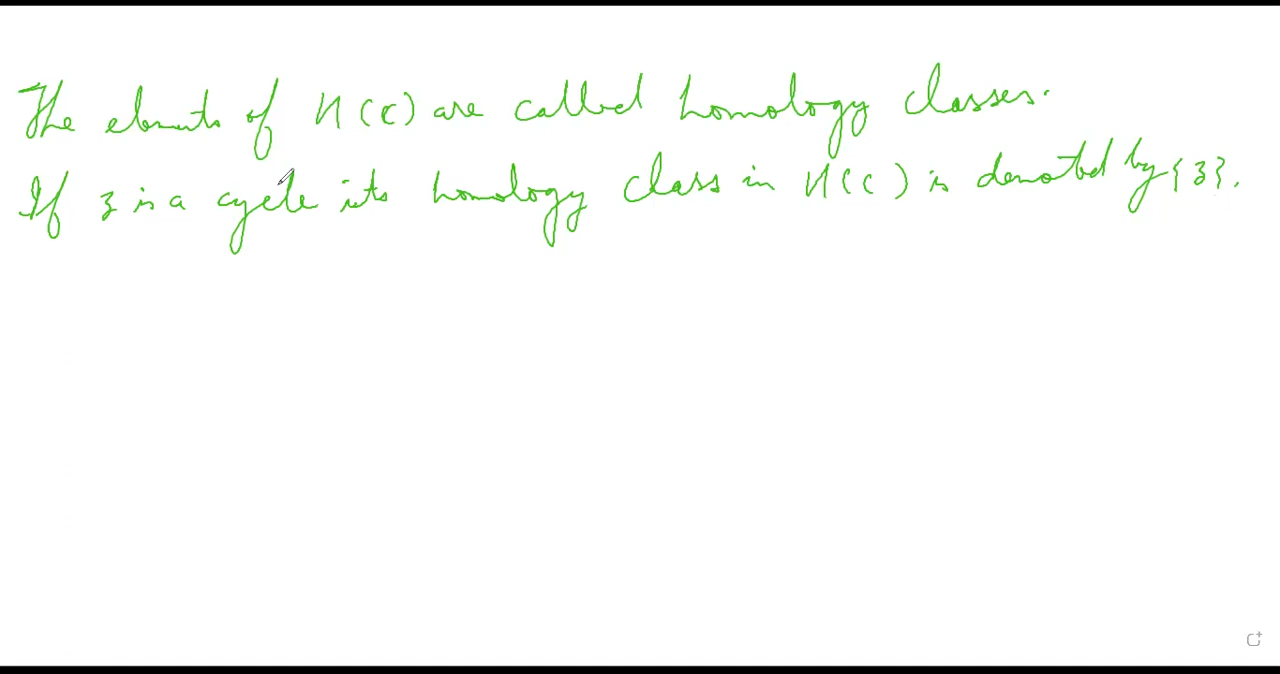 The elements of H(C) are called homology classes.
If z is a cycle its homology class in H(C) is denoted by {z}.